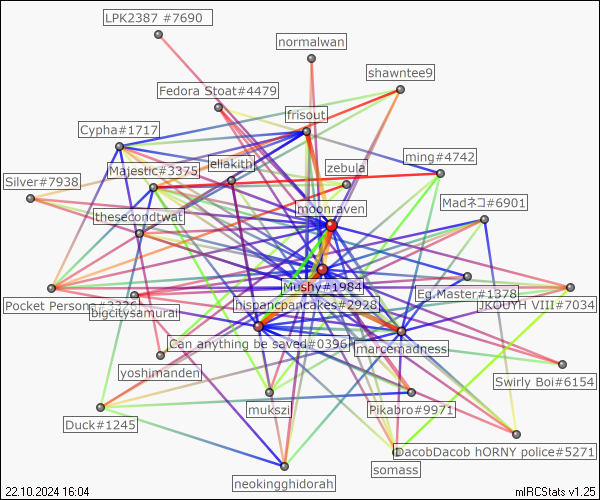 LPK2387 #7690
normalwan
shawntee9
Fedora Stoat#4479
frisout
Cypha#1717
ming#4742
Majestic#3375
eliakith
zebula
Silver#7938
moonraven
Madネコ#6901
thesecondtwat
Mushy#1984
Eg.Master#1378
Pocket Persona
hispancpancakes#2928
JKOUYH VIII#7034
bigcitysamurai
Can anything be saved#0396
marcemadness
yoshimanden
Swirly Boi#6154
mukszi
Pikabro#9971
Duck#1245
DacobDacob hORNY police#5271
somass
neokingghidorah
22.10.2024 16:04
mIRCStats v1.25